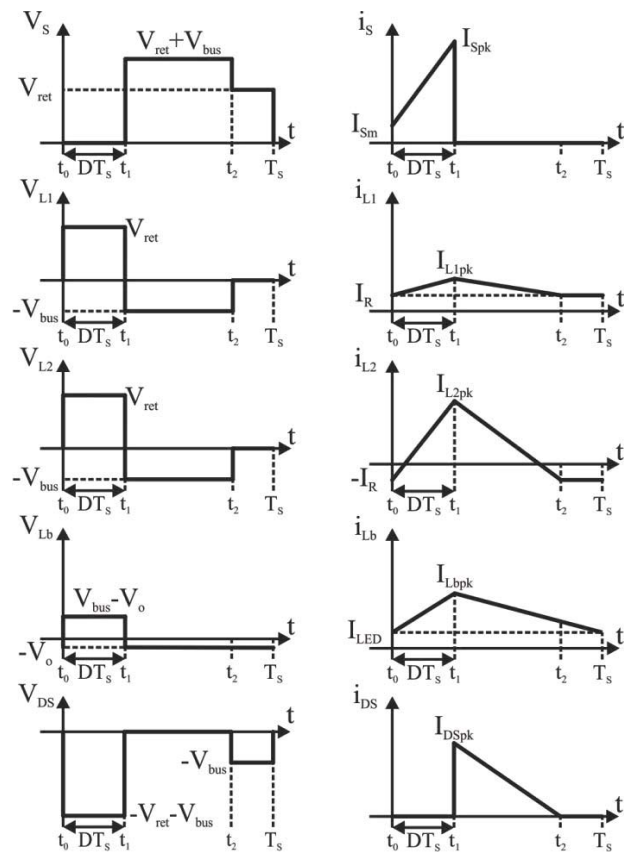 V_S
V_ret+V_bus
V_ret
t
t_0 DT_S t_1 t_2 T_S
i_S
I_Spk
I_Sm
t
t_0 DT_S t_1 t_2 T_S
V_L1
V_ret
t
-V_bus
t_0 DT_S t_1 t_2 T_S
i_L1
I_L1pk
t
I_R
t_0 DT_S t_1 t_2 T_S
V_L2
V_ret
t
-V_bus
t_0 DT_S t_1 t_2 T_S
i_L2
I_L2pk
t
-I_R
t_0 DT_S t_1 t_2 T_S
V_Lb
V_bus-V_o
t
-V_o
t_0 DT_S t_1 t_2 T_S
i_Lb
I_Lbpk
t
I_LED
t_0 DT_S t_1 t_2 T_S
V_DS
t
-V_bus
-V_ret-V_bus
t_0 DT_S t_1 t_2 T_S
i_DS
I_DSpk
t
t_0 DT_S t_1 t_2 T_S